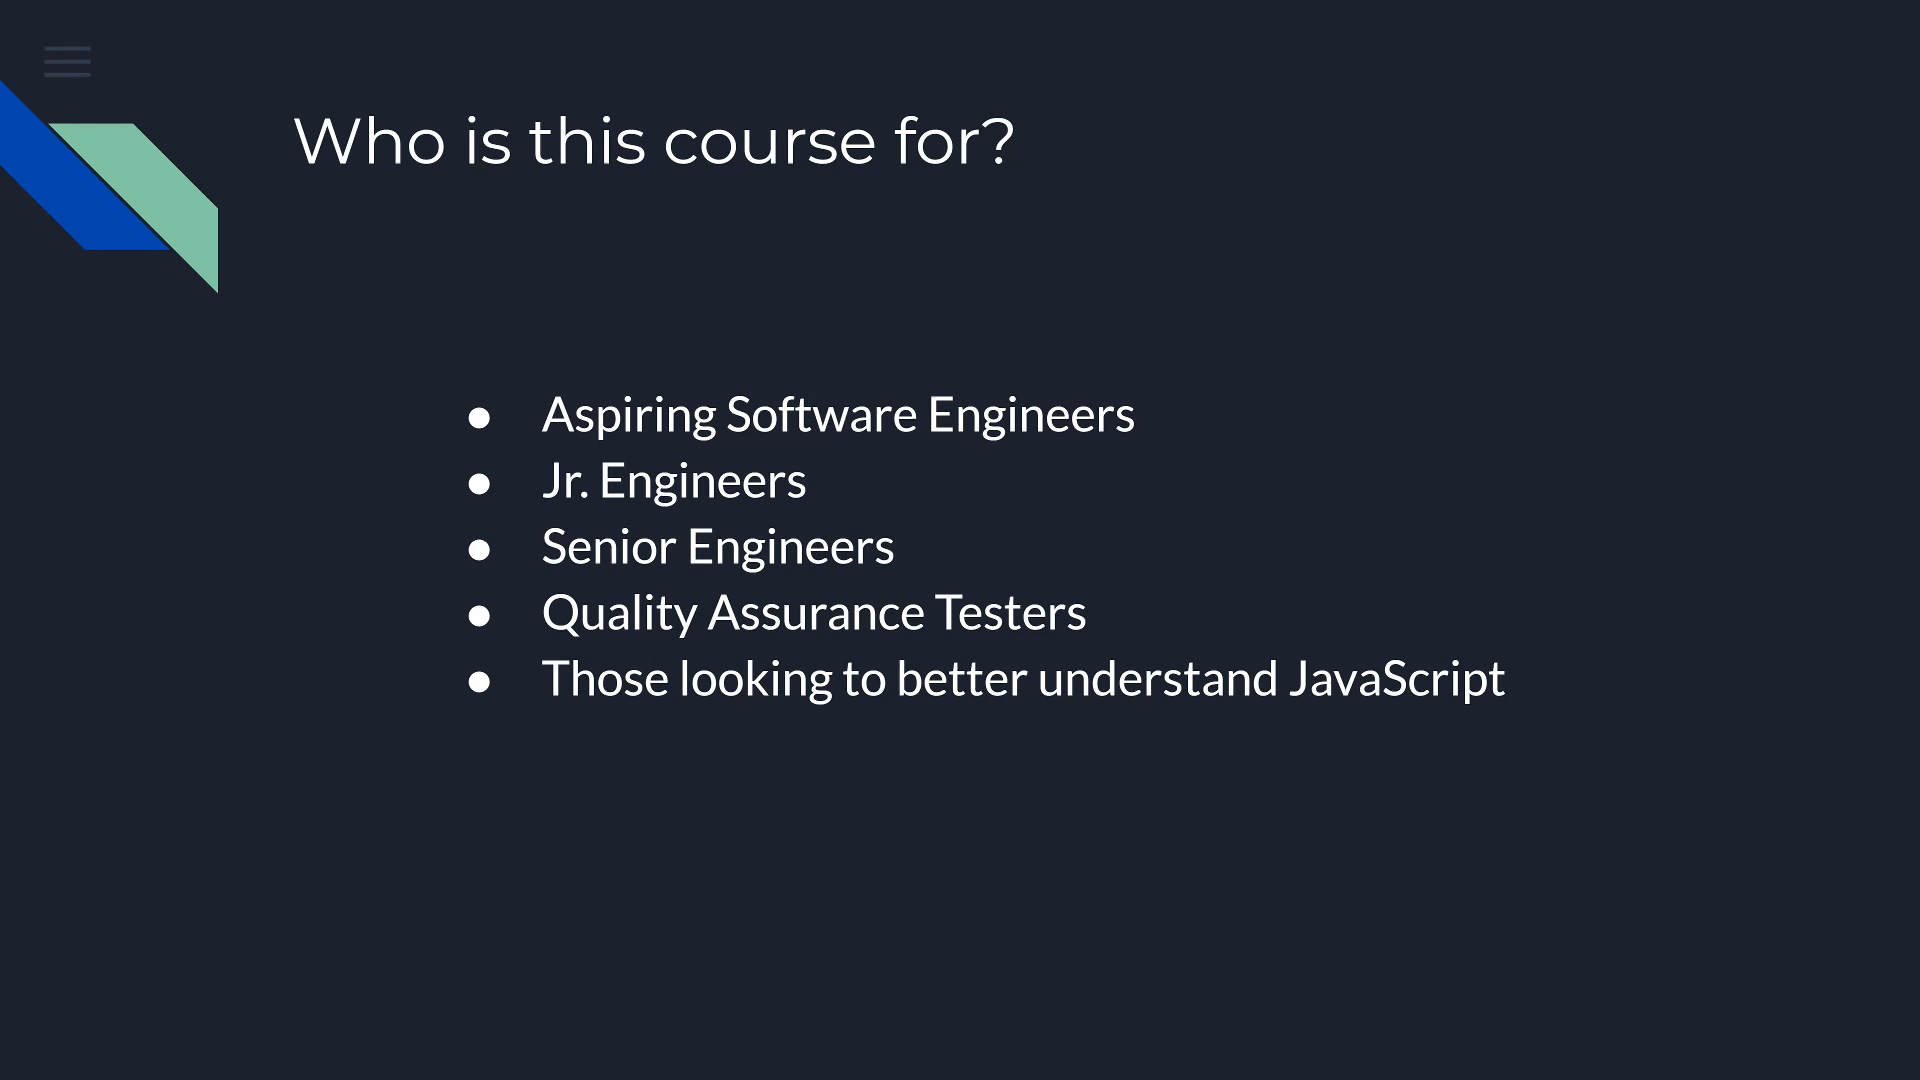 Who is this course for?
● Aspiring Software Engineers
● Jr. Engineers
● Senior Engineers
● Quality Assurance Testers
● Those looking to better understand JavaScript